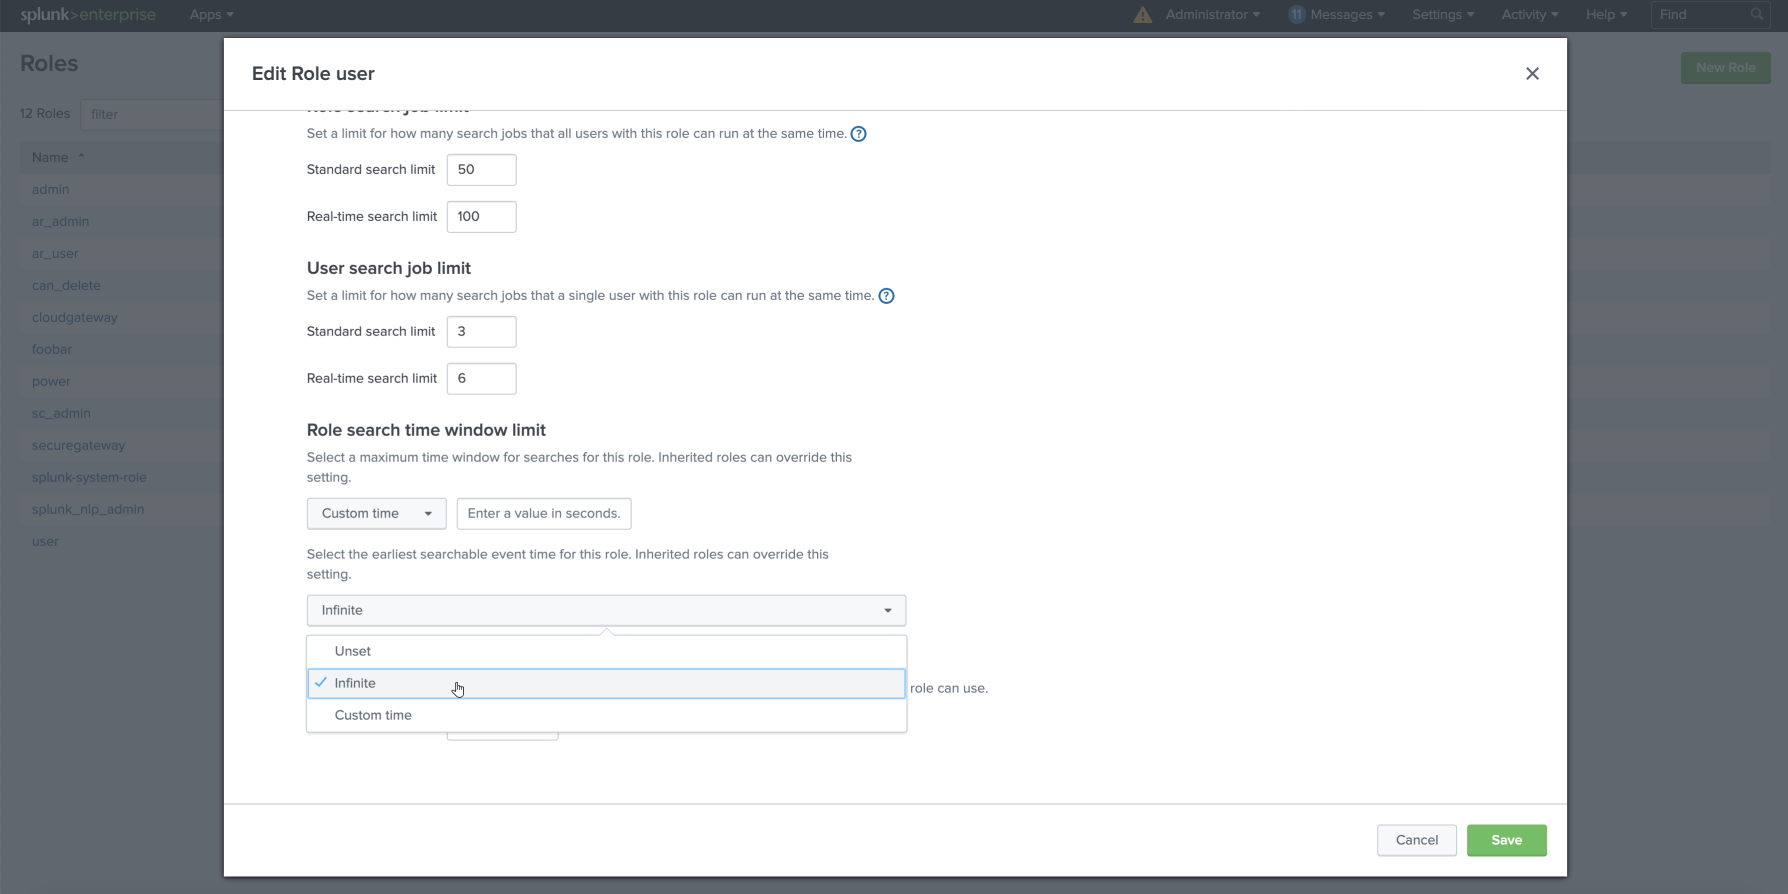 splunk>enterprise Apps Administrator 11 Messages Settings Activity Help Find
Roles
New Role
12 Roles filter
Name
admin
ar_admin
ar_user
can_delete
cloudgateway
foobar
power
sc_admin
securegateway
splunk-system-role
splunk_nlp_admin
user
Edit Role user
Role search job limit
Set a limit for how many search jobs that all users with this role can run at the same time. ?
Standard search limit 50
Real-time search limit 100
User search job limit
Set a limit for how many search jobs that a single user with this role can run at the same time. ?
Standard search limit 3
Real-time search limit 6
Role search time window limit
Select a maximum time window for searches for this role. Inherited roles can override this
setting.
Custom time Enter a value in seconds.
Select the earliest searchable event time for this role. Inherited roles can override this
setting.
Infinite
Unset
Infinite
role can use.
Custom time
Cancel Save